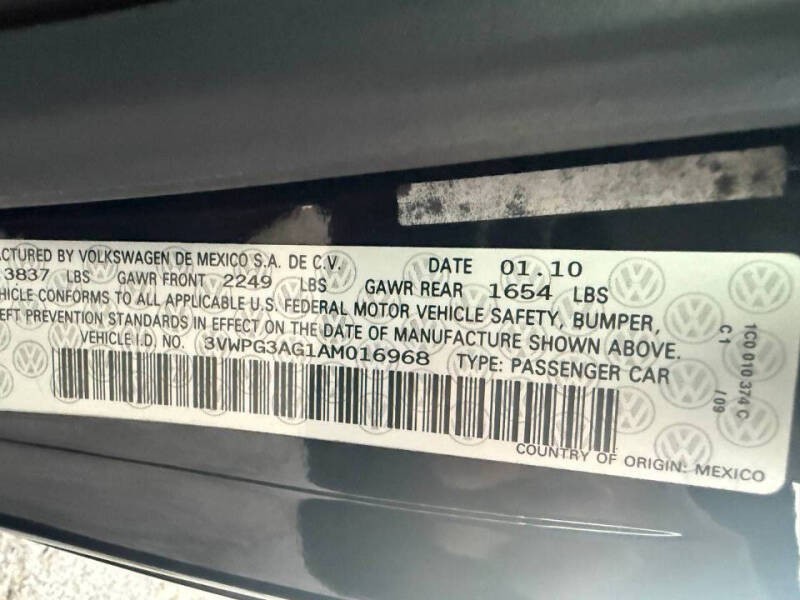 ACTURED BY VOLKSWAGEN DE MEXICO S.A. DE C.V. DATE 01.10
3837 LBS GAWR FRONT 2249 LBS GAWR REAR 1654 LBS
HICLE CONFORMS TO ALL APPLICABLE U.S. FEDERAL MOTOR VEHICLE SAFETY, BUMPER,
EFT PREVENTION STANDARDS IN EFFECT ON THE DATE OF MANUFACTURE SHOWN ABOVE.
VEHICLE I.D. NO. 3VWPG3AG1AM016968 TYPE: PASSENGER CAR
COUNTRY OF ORIGIN: MEXICO
1C0 010 374 C
C1 /09